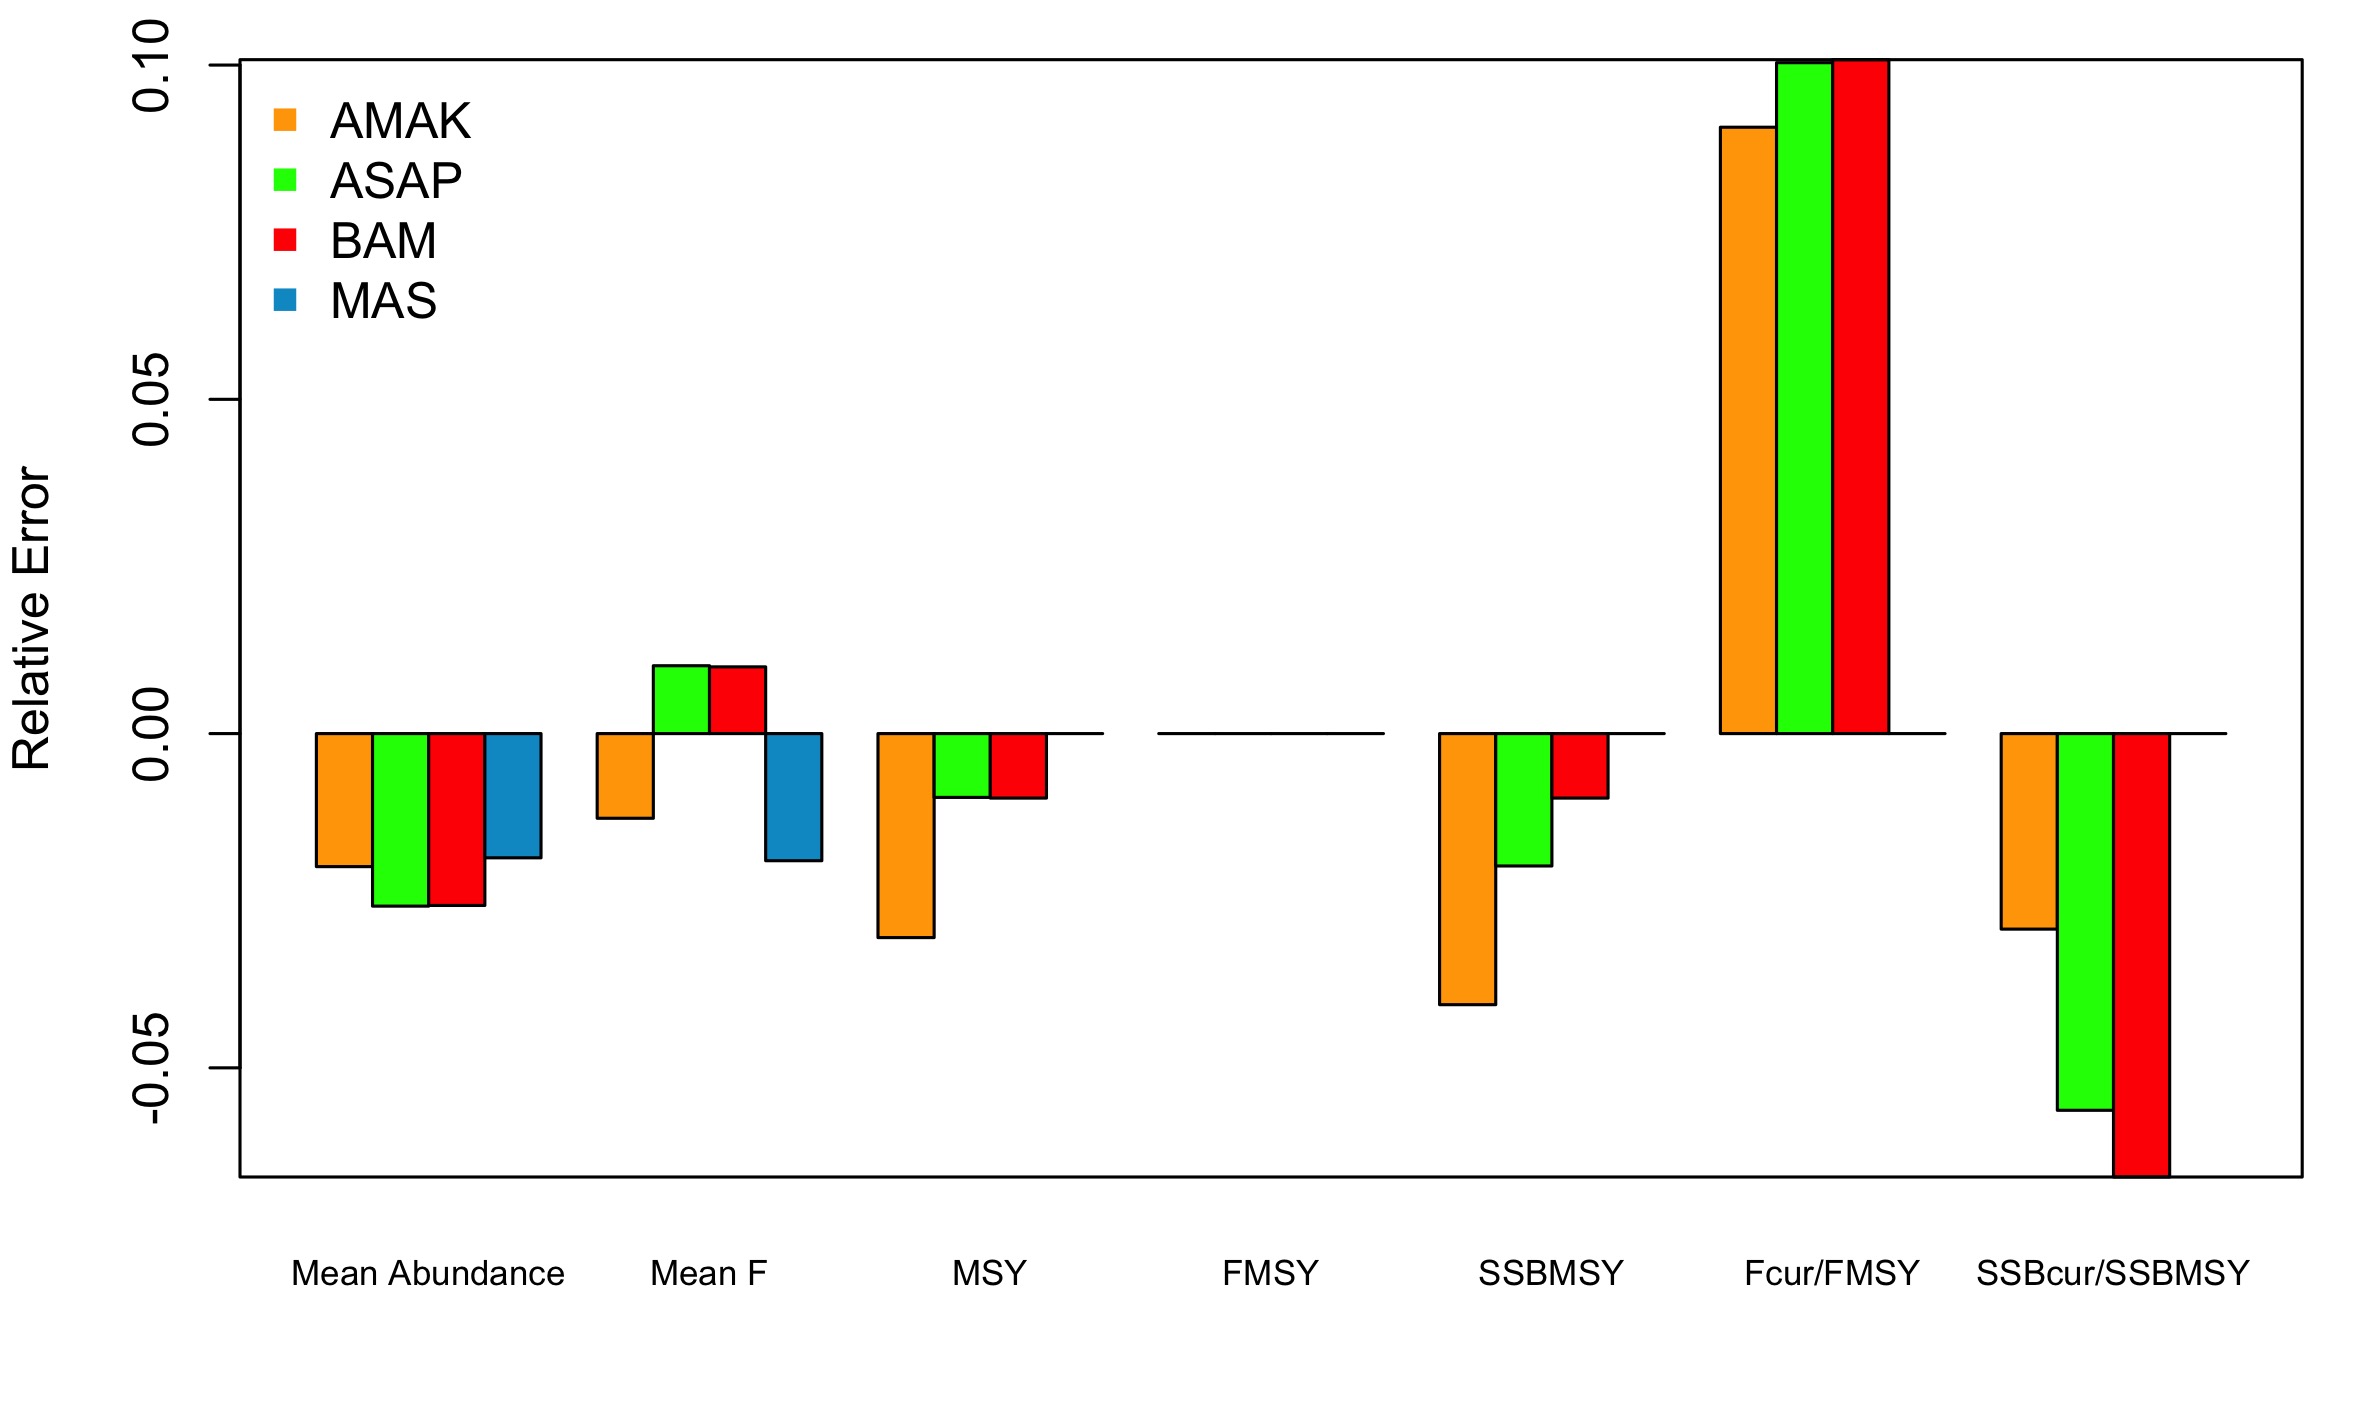 0.10
0.05
0.00
-0.05
Relative Error
AMAK
ASAP
BAM
MAS
Mean Abundance
Mean F
MSY
FMSY
SSBMSY
Fcur/FMSY
SSBcur/SSBMSY